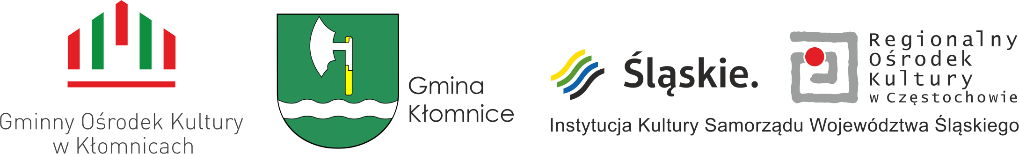 Gminny Ośrodek Kultury
w Kłomnicach
Gmina
Kłomnice
Śląskie.
Regionalny
Ośrodek
Kultury
w Częstochowie
Instytucja Kultury Samorządu Województwa Śląskiego